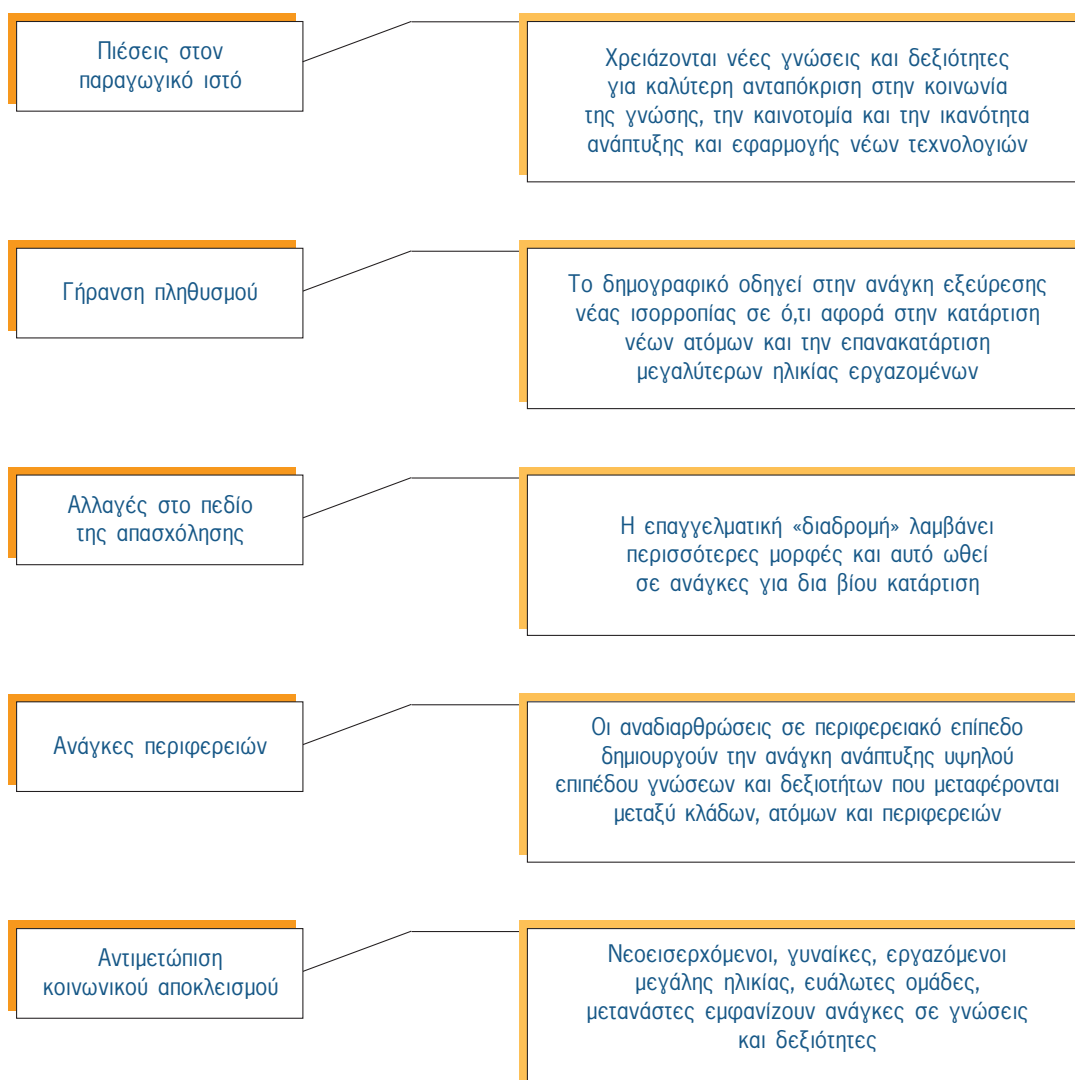 Πιέσεις στον
παραγωγικό ιστό
Χρειάζονται νέες γνώσεις και δεξιότητες
για καλύτερη ανταπόκριση στην κοινωνία
της γνώσης, την καινοτομία και την ικανότητα
ανάπτυξης και εφαρμογής νέων τεχνολογιών
Γήρανση πληθυσμού
Το δημογραφικό οδηγεί στην ανάγκη εξεύρεσης
νέας ισορροπίας σε ό,τι αφορά στην κατάρτιση
νέων ατόμων και την επανακατάρτιση
μεγαλύτερων ηλικίας εργαζομένων
Αλλαγές στο πεδίο
της απασχόλησης
Η επαγγελματική «διαδρομή» λαμβάνει
περισσότερες μορφές και αυτό ωθεί
σε ανάγκες για δια βίου κατάρτιση
Ανάγκες περιφερειών
Οι αναδιαρθρώσεις σε περιφερειακό επίπεδο
δημιουργούν την ανάγκη ανάπτυξης υψηλού
επιπέδου γνώσεων και δεξιοτήτων που μεταφέρονται
μεταξύ κλάδων, ατόμων και περιφερειών
Αντιμετώπιση
κοινωνικού αποκλεισμού
Νεοεισερχόμενοι, γυναίκες, εργαζόμενοι
μεγάλης ηλικίας, ευάλωτες ομάδες,
μετανάστες εμφανίζουν ανάγκες σε γνώσεις
και δεξιότητες